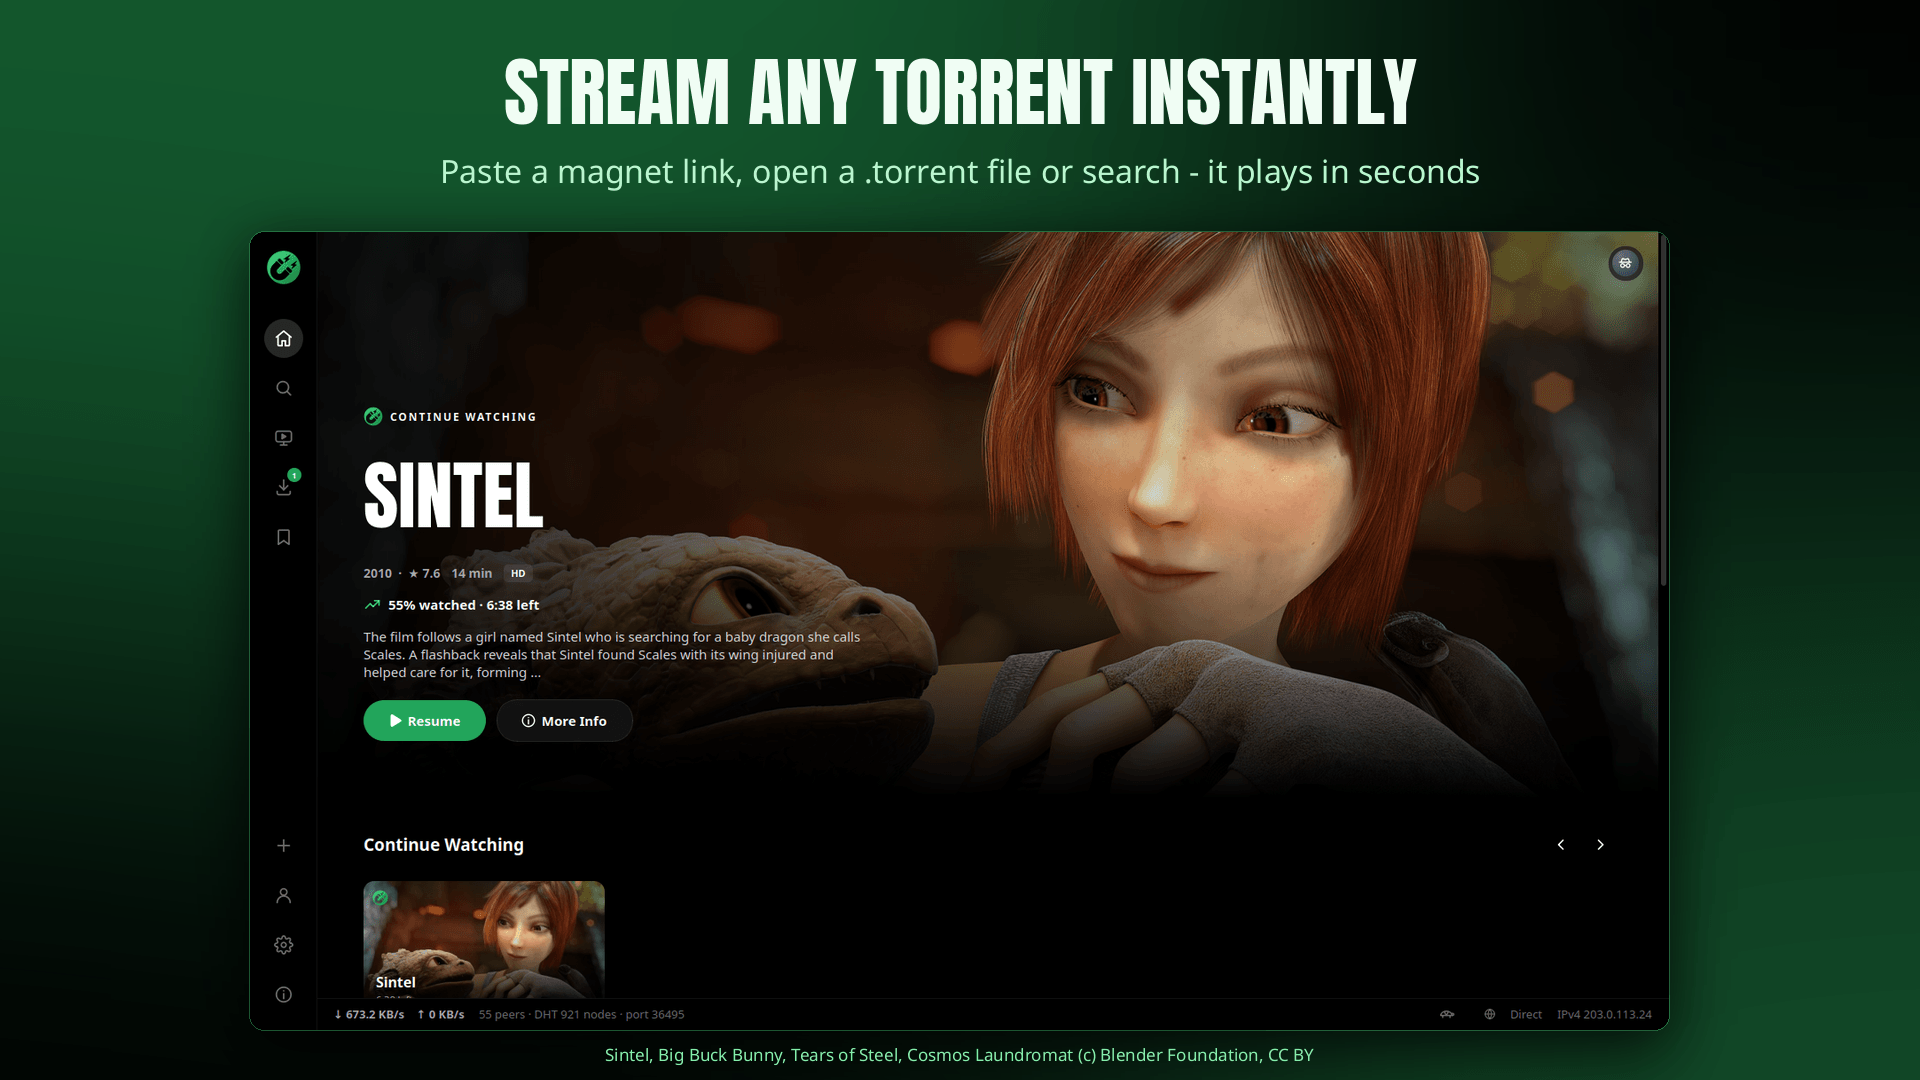 STREAM ANY TORRENT INSTANTLY
Paste a magnet link, open a .torrent file or search - it plays in seconds
CONTINUE WATCHING
SINTEL
2010 · ★ 7.6 14 min HD
55% watched · 6:38 left
The film follows a girl named Sintel who is searching for a baby dragon she calls
Scales. A flashback reveals that Sintel found Scales with its wing injured and
helped care for it, forming ...
Resume
More Info
1
Continue Watching
Sintel
↓ 673.2 KB/s ↑ 0 KB/s 55 peers · DHT 921 nodes · port 36495
Direct IPv4 203.0.113.24
Sintel, Big Buck Bunny, Tears of Steel, Cosmos Laundromat (c) Blender Foundation, CC BY